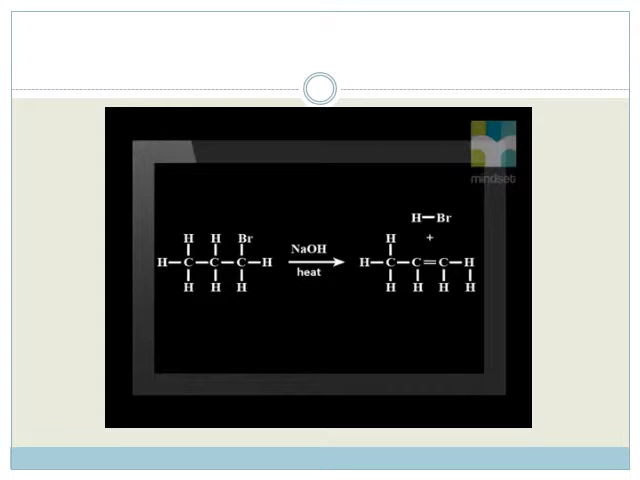 mindset
H—Br
H H Br H +
NaOH
H—C—C—C—H H—C—C=C—H
heat
H H H H H H H